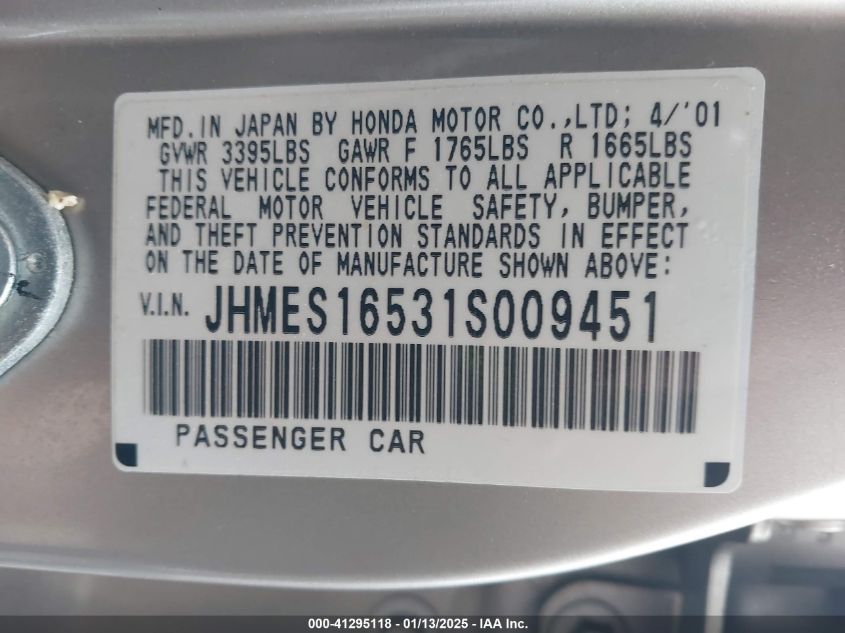 MFD. IN JAPAN BY HONDA MOTOR CO.,LTD; 4/'01
GVWR 3395LBS GAWR F 1765LBS R 1665LBS
THIS VEHICLE CONFORMS TO ALL APPLICABLE
FEDERAL MOTOR VEHICLE SAFETY, BUMPER,
AND THEFT PREVENTION STANDARDS IN EFFECT
ON THE DATE OF MANUFACTURE SHOWN ABOVE:
V.I.N. JHMES16531S009451
PASSENGER CAR
000-41295118 - 01/13/2025 - © IAA, Inc.